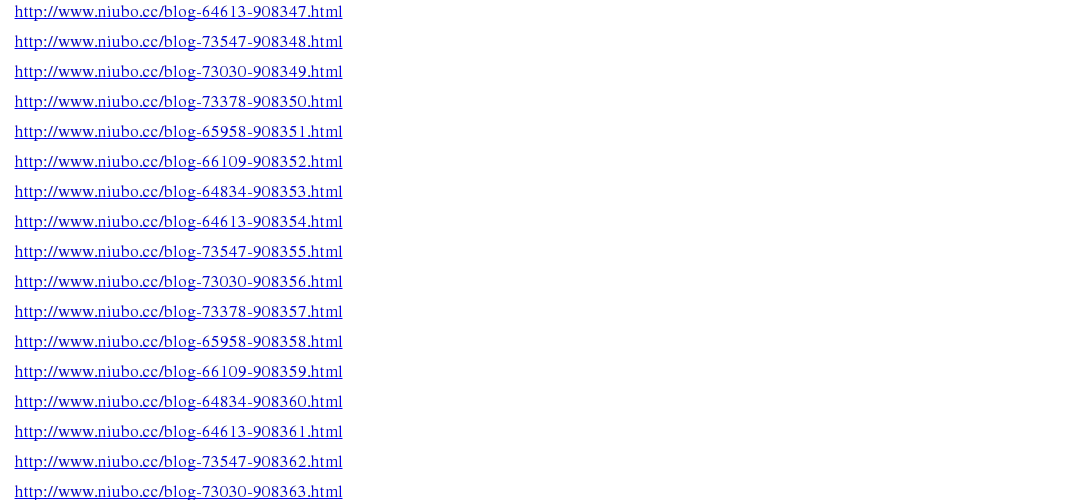 http://www.niubo.cc/blog-64613-908347.html
http://www.niubo.cc/blog-73547-908348.html
http://www.niubo.cc/blog-73030-908349.html
http://www.niubo.cc/blog-73378-908350.html
http://www.niubo.cc/blog-65958-908351.html
http://www.niubo.cc/blog-66109-908352.html
http://www.niubo.cc/blog-64834-908353.html
http://www.niubo.cc/blog-64613-908354.html
http://www.niubo.cc/blog-73547-908355.html
http://www.niubo.cc/blog-73030-908356.html
http://www.niubo.cc/blog-73378-908357.html
http://www.niubo.cc/blog-65958-908358.html
http://www.niubo.cc/blog-66109-908359.html
http://www.niubo.cc/blog-64834-908360.html
http://www.niubo.cc/blog-64613-908361.html
http://www.niubo.cc/blog-73547-908362.html
http://www.niubo.cc/blog-73030-908363.html